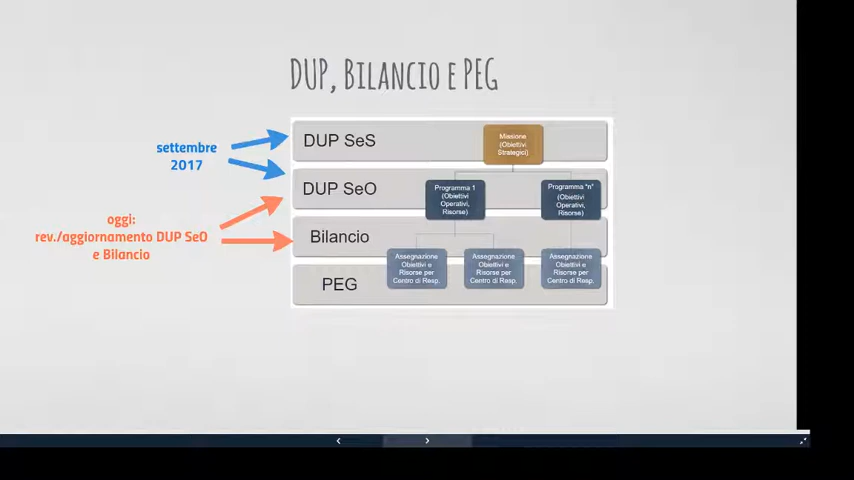 DUP, BILANCIO E PEG
settembre
2017
oggi:
rev./aggiornamento DUP SeO
e Bilancio
DUP SeS
DUP SeO
Bilancio
PEG
Missione
(Obiettivi
Strategici)
Programma 1
(Obiettivi
Operativi,
Risorse)
Programma "n"
(Obiettivi
Operativi,
Risorse)
Assegnazione
Obiettivi e
Risorse per
Centro di Resp.
Assegnazione
Obiettivi e
Risorse per
Centro di Resp.
Assegnazione
Obiettivi e
Risorse per
Centro di Resp.